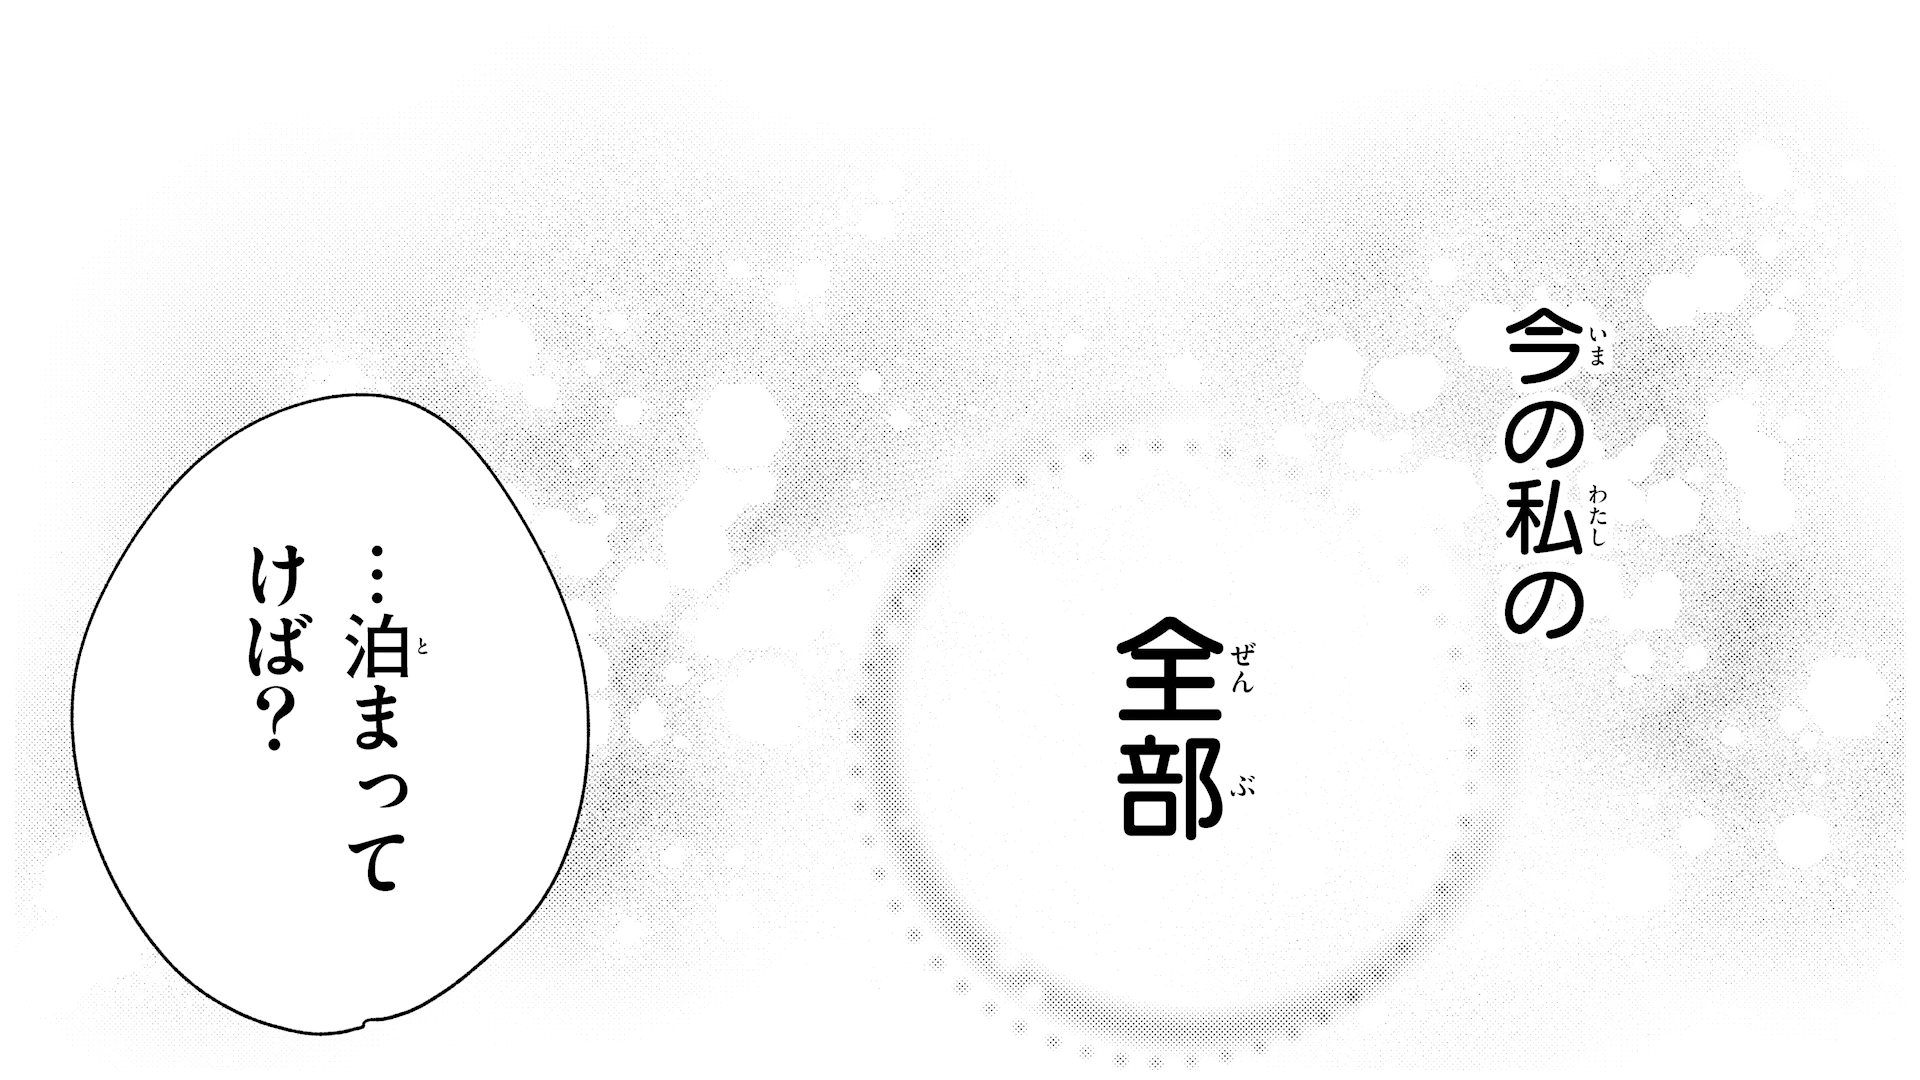 今の私の
全部
…泊まって
けば?